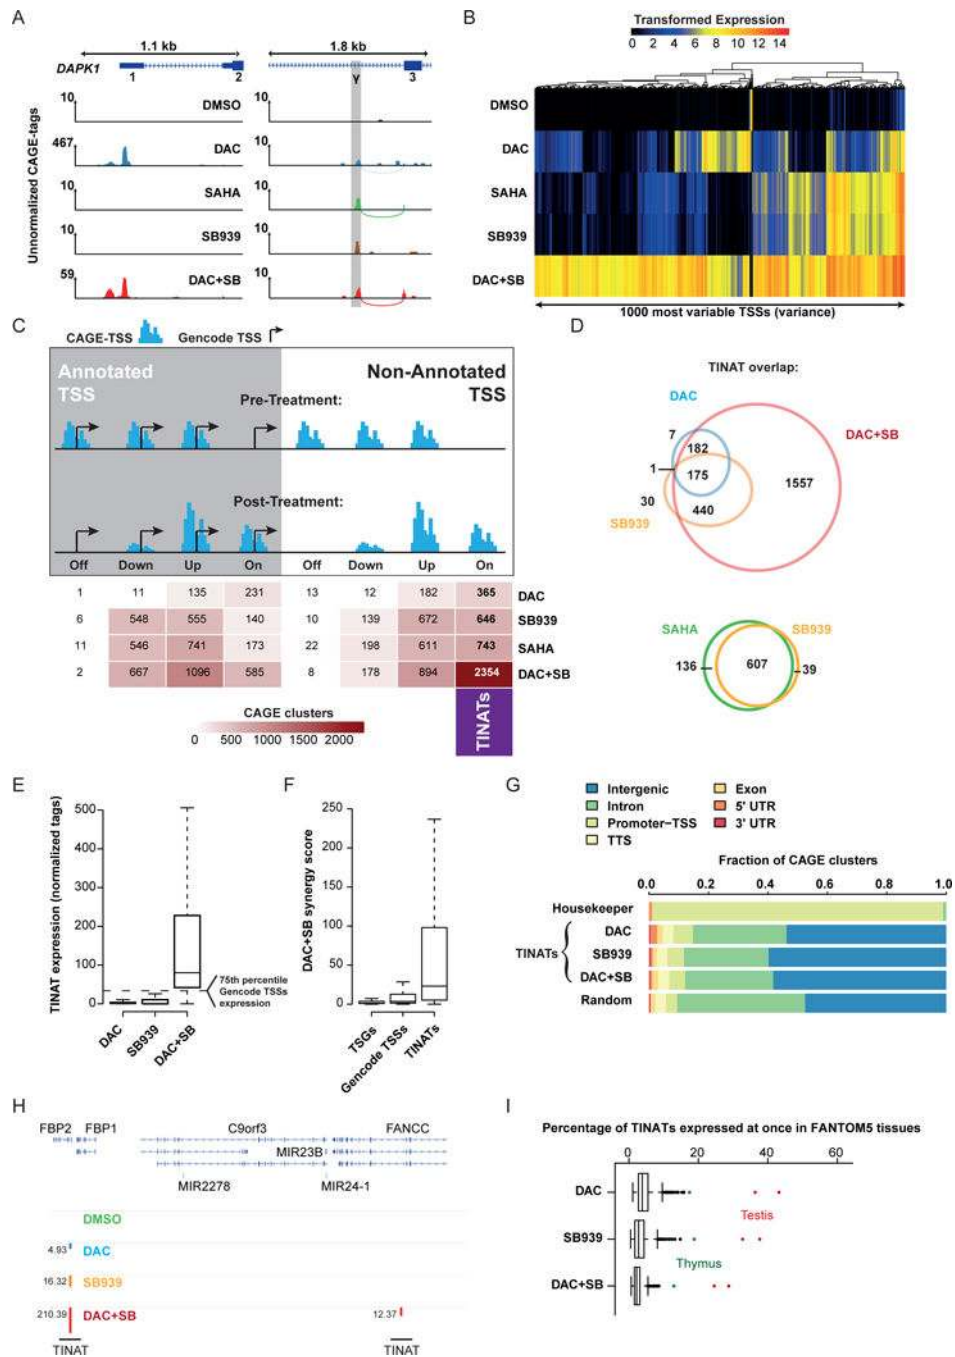 A
1.1 kb
1.8 kb
DAPK1
1
2
Y
3
Unnormalized CAGE-tags
10
DMSO
10
467
DAC
10
10
SAHA
10
10
SB939
10
59
DAC+SB
10
B
Transformed Expression
0 2 4 6 8 10 12 14
DMSO
DAC
SAHA
SB939
DAC+SB
1000 most variable TSSs (variance)
C
CAGE-TSS
Gencode TSS
Annotated TSS
Non-Annotated TSS
Pre-Treatment:
Post-Treatment:
Off Down Up On Off Down Up On
1 11 135 231 13 12 182 365 DAC
6 548 555 140 10 139 672 646 SB939
11 546 741 173 22 198 611 743 SAHA
2 667 1096 585 8 178 894 2354 DAC+SB
CAGE clusters
0 500 1000 1500 2000
TINATs
D
TINAT overlap:
DAC
7
182
DAC+SB
1
175
1557
30
440
SB939
SAHA
SB939
136
607
39
E
TINAT expression (normalized tags)
500
400
300
200
100
0
75th percentile
Gencode TSSs
expression
DAC
SB939
DAC+SB
F
DAC+SB synergy score
250
200
150
100
50
0
TSGs
Gencode TSSs
TINATs
G
Intergenic
Exon
Intron
5' UTR
Promoter-TSS
3' UTR
TTS
Fraction of CAGE clusters
0.0 0.2 0.4 0.6 0.8 1.0
Housekeeper
TINATs
DAC
SB939
DAC+SB
Random
H
FBP2 FBP1 C9orf3 FANCC
MIR23B
MIR2278 MIR24-1
DMSO
4.93 DAC
16.32 SB939
210.39 DAC+SB 12.37
TINAT TINAT
I
Percentage of TINATs expressed at once in FANTOM5 tissues
0 20 40 60
DAC
Testis
SB939
Thymus
DAC+SB